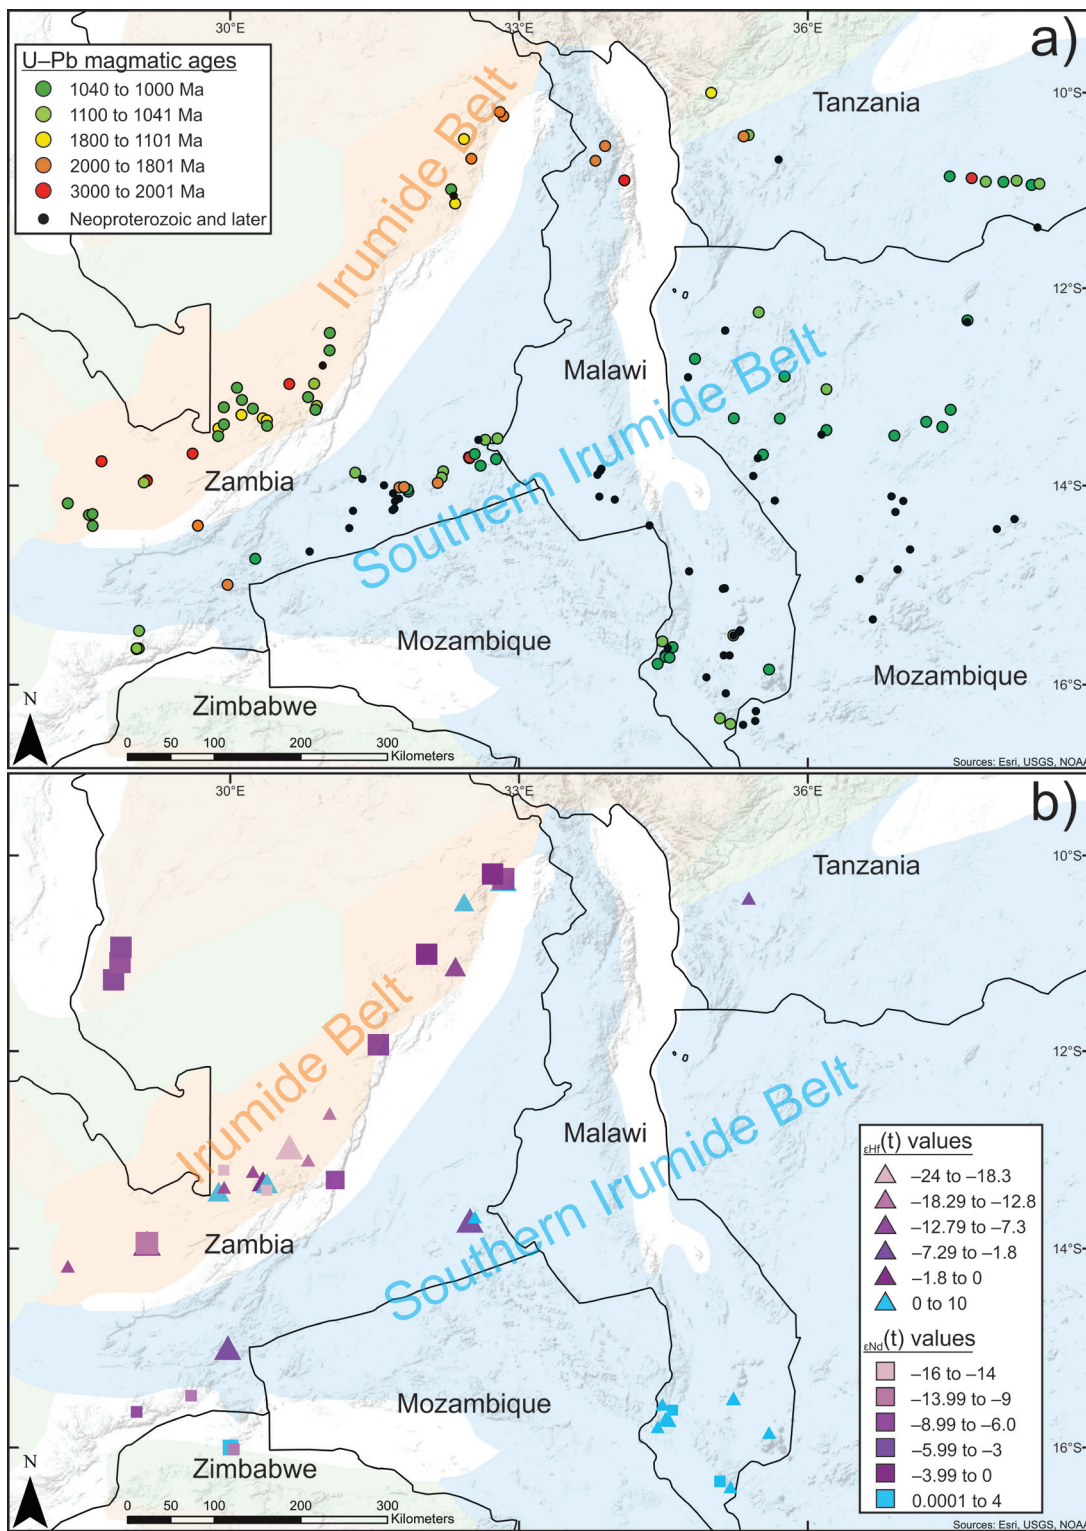 30°E
33°E
36°E
a)
U–Pb magmatic ages
1040 to 1000 Ma
1100 to 1041 Ma
1800 to 1101 Ma
2000 to 1801 Ma
3000 to 2001 Ma
Neoproterozoic and later
10°S
Tanzania
Irumide Belt
12°S
Malawi
Southern Irumide Belt
Zambia
14°S
Mozambique
Mozambique
16°S
Zimbabwe
N
0 50 100 200 300
Kilometers
Sources: Esri, USGS, NOAA
30°E
33°E
36°E
b)
10°S
Tanzania
Irumide Belt
12°S
Malawi
Southern Irumide Belt
εHf(t) values
–24 to –18.3
–18.29 to –12.8
–12.79 to –7.3
–7.29 to –1.8
–1.8 to 0
0 to 10
Zambia
14°S
εNd(t) values
–16 to –14
–13.99 to –9
–8.99 to –6.0
–5.99 to –3
–3.99 to 0
0.0001 to 4
Mozambique
16°S
Zimbabwe
N
0 50 100 200 300
Kilometers
Sources: Esri, USGS, NOAA